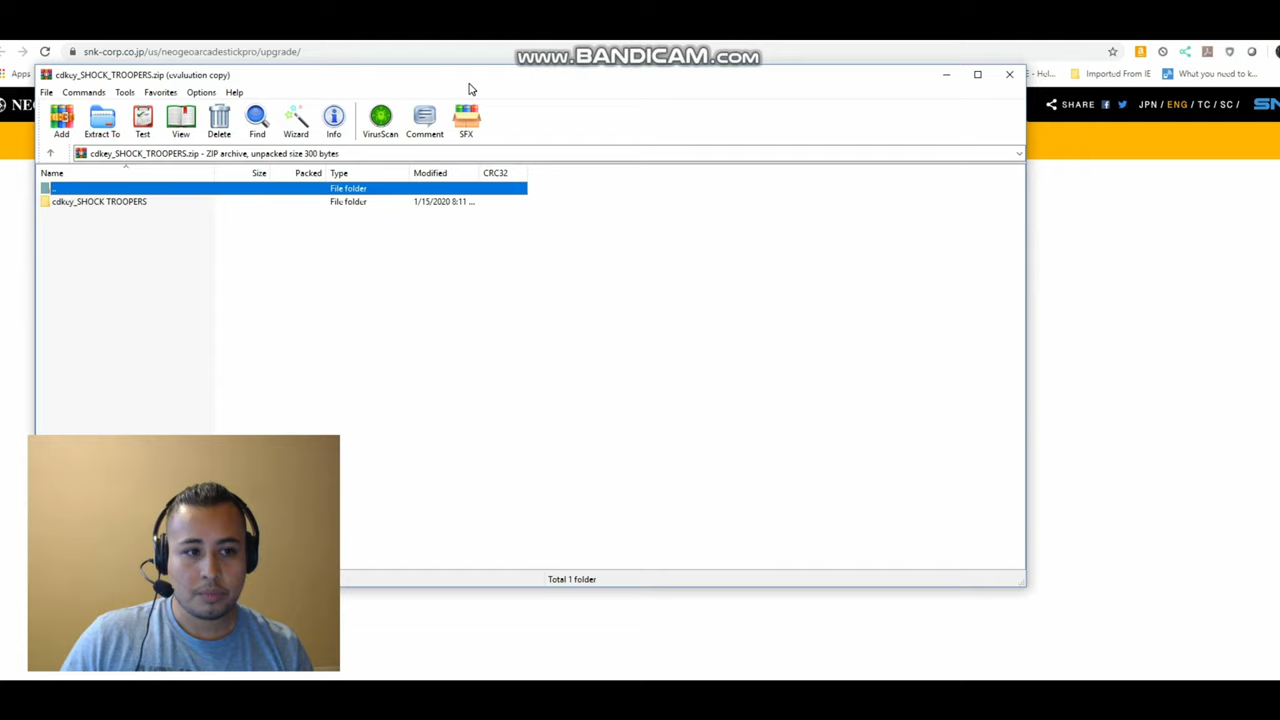 snk-corp.co.jp/us/neogeoarcadestickpro/upgrade/
www.BANDICAM.com
Apps
Imported From IE
What you need to k...
cdkey_SHOCK_TROOPERS.zip (evaluation copy)
File Commands Tools Favorites Options Help
SHARE JPN / ENG / TC / SC /
Add Extract To Test View Delete Find Wizard Info VirusScan Comment SFX
cdkey_SHOCK_TROOPERS.zip - ZIP archive, unpacked size 300 bytes
Name Size Packed Type Modified CRC32
.. File folder
cdkey_SHOCK TROOPERS File folder 1/15/2020 8:11 ...
Total 1 folder